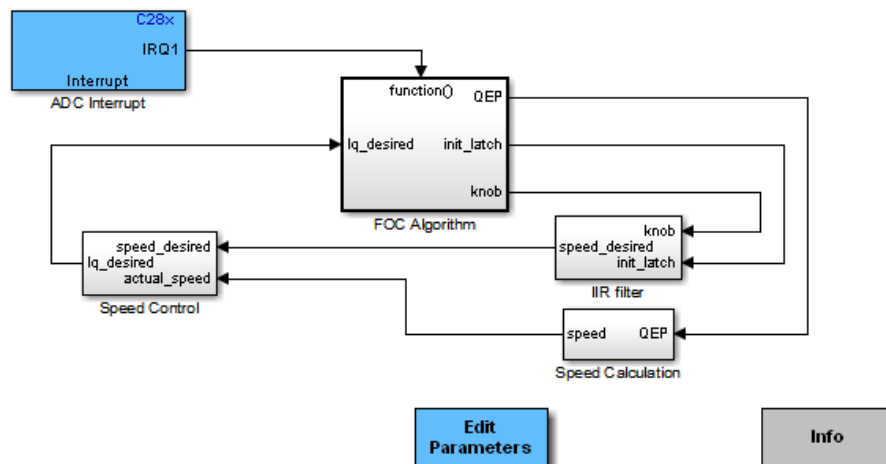 C28x
IRQ1
Interrupt
ADC Interrupt
function()
QEP
Iq_desired
init_latch
knob
FOC Algorithm
speed_desired
Iq_desired
actual_speed
Speed Control
knob
speed_desired
init_latch
IIR filter
speed
QEP
Speed Calculation
Edit
Parameters
Info